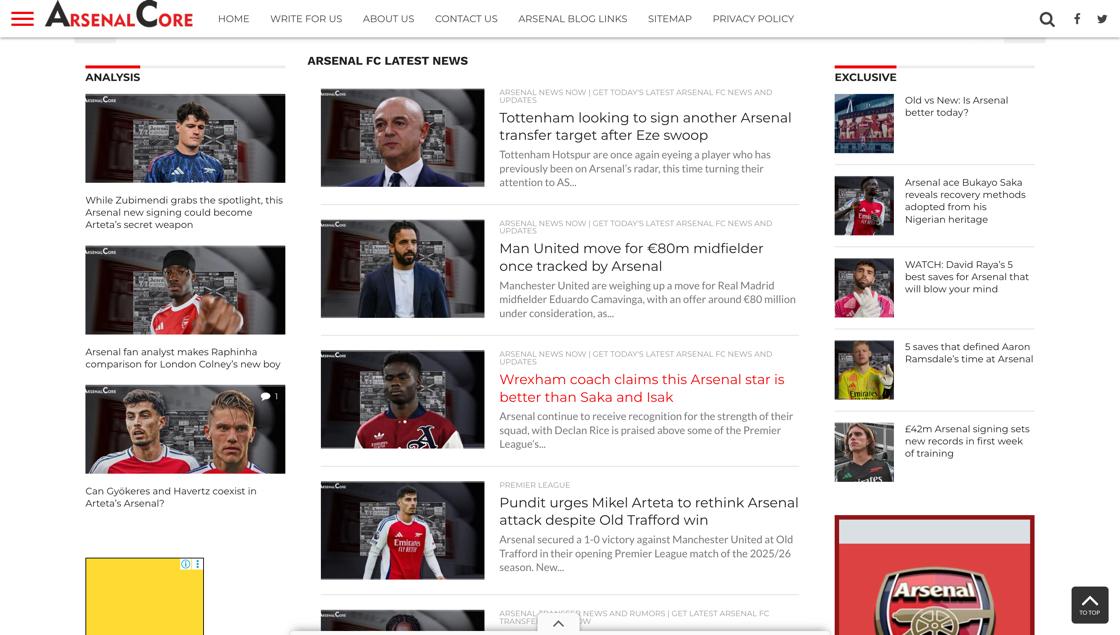 ARSENALCORE
HOME
WRITE FOR US
ABOUT US
CONTACT US
ARSENAL BLOG LINKS
SITEMAP
PRIVACY POLICY
ANALYSIS
ARSENALCORE
While Zubimendi grabs the spotlight, this
Arsenal new signing could become
Arteta's secret weapon
ARSENALCORE
Arsenal fan analyst makes Raphinha
comparison for London Colney's new boy
ARSENALCORE
1
Can Gyökeres and Havertz coexist in
Arteta's Arsenal?
ARSENAL FC LATEST NEWS
ARSENALCORE
ARSENAL NEWS NOW | GET TODAY'S LATEST ARSENAL FC NEWS AND
UPDATES
Tottenham looking to sign another Arsenal
transfer target after Eze swoop
Tottenham Hotspur are once again eyeing a player who has
previously been on Arsenal's radar, this time turning their
attention to AS...
ARSENALCORE
ARSENAL NEWS NOW | GET TODAY'S LATEST ARSENAL FC NEWS AND
UPDATES
Man United move for €80m midfielder
once tracked by Arsenal
Manchester United are weighing up a move for Real Madrid
midfielder Eduardo Camavinga, with an offer around €80 million
under consideration, as...
ARSENALCORE
ARSENAL NEWS NOW | GET TODAY'S LATEST ARSENAL FC NEWS AND
UPDATES
Wrexham coach claims this Arsenal star is
better than Saka and Isak
Arsenal continue to receive recognition for the strength of their
squad, with Declan Rice is praised above some of the Premier
League's...
ARSENALCORE
PREMIER LEAGUE
Pundit urges Mikel Arteta to rethink Arsenal
attack despite Old Trafford win
Arsenal secured a 1-0 victory against Manchester United at Old
Trafford in their opening Premier League match of the 2025/26
season. New...
Emirates
FLY BETTER
ARSENALCORE
ARSENAL TRANSFER NEWS AND RUMORS | GET LATEST ARSENAL FC
EXCLUSIVE
Old vs New: Is Arsenal
better today?
Arsenal ace Bukayo Saka
reveals recovery methods
adopted from his
Nigerian heritage
WATCH: David Raya's 5
best saves for Arsenal that
will blow your mind
5 saves that defined Aaron
Ramsdale's time at Arsenal
Emirates
£42m Arsenal signing sets
new records in first week
of training
Arsenal
TO TOP